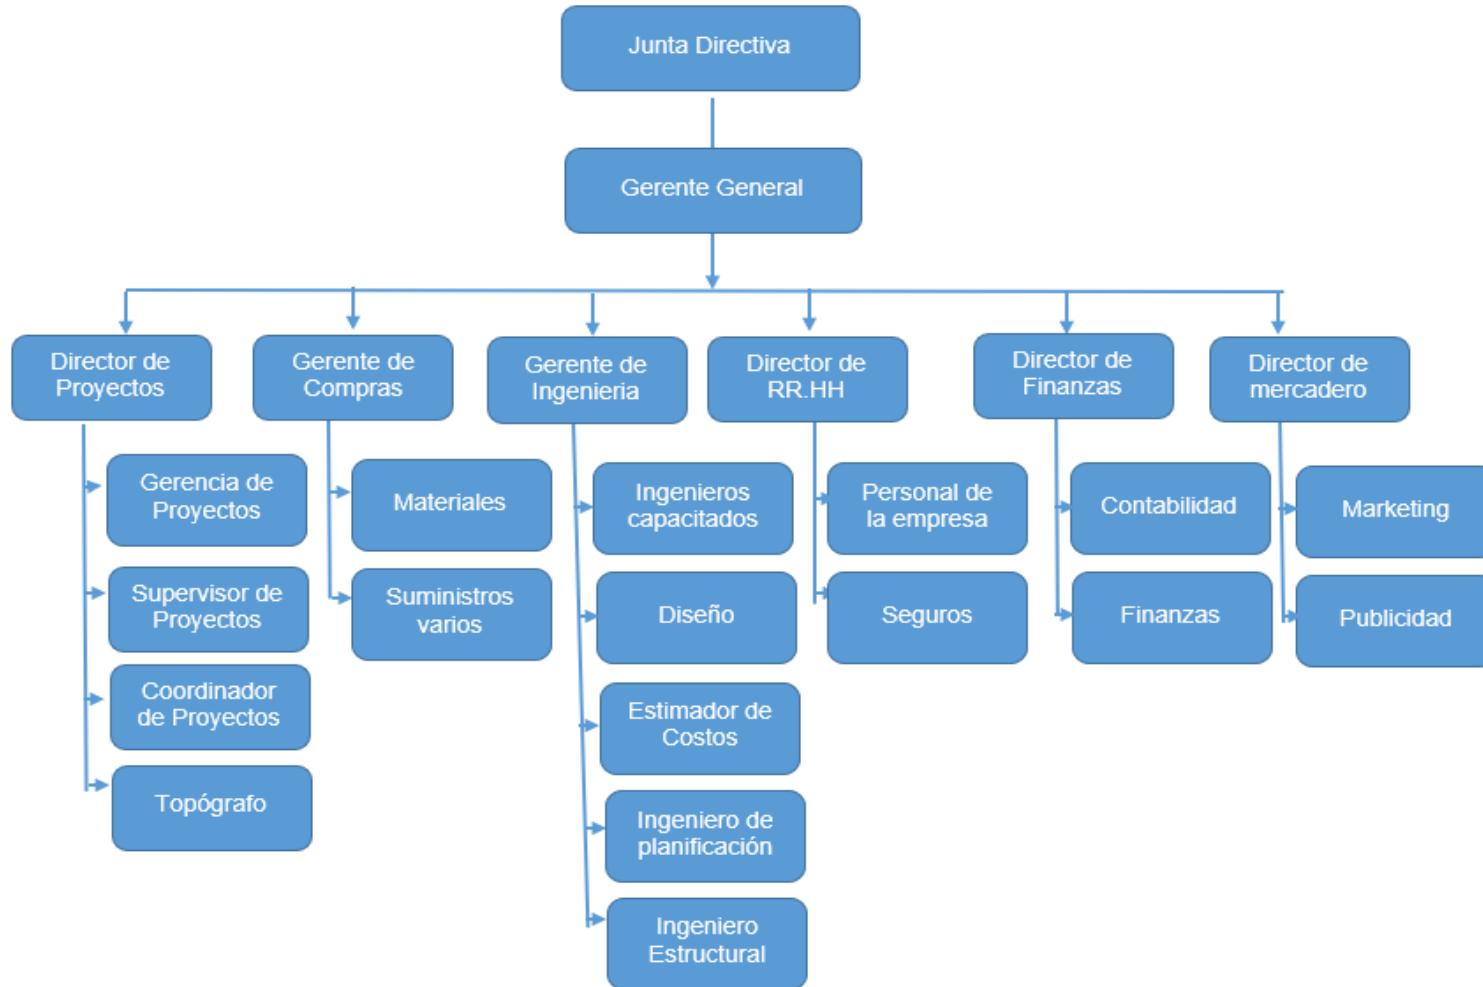 Junta Directiva
Gerente General
Director de
Proyectos
Gerente de
Compras
Gerente de
Ingenieria
Director de
RR.HH
Director de
Finanzas
Director de
mercadero
Gerencia de
Proyectos
Supervisor de
Proyectos
Coordinador
de Proyectos
Topógrafo
Materiales
Suministros
varios
Ingenieros
capacitados
Diseño
Estimador de
Costos
Ingeniero de
planificación
Ingeniero
Estructural
Personal de
la empresa
Seguros
Contabilidad
Finanzas
Marketing
Publicidad